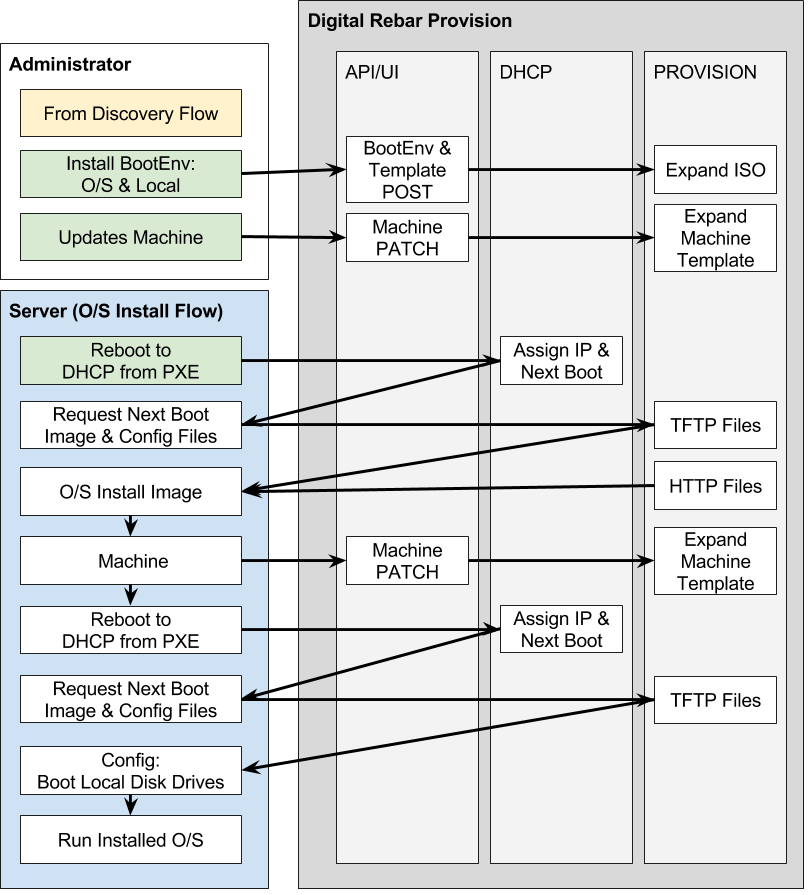 Digital Rebar Provision
Administrator
API/UI
DHCP
PROVISION
From Discovery Flow
Install BootEnv:
O/S & Local
BootEnv &
Template
POST
Expand ISO
Updates Machine
Machine
PATCH
Expand
Machine
Template
Server (O/S Install Flow)
Reboot to
DHCP from PXE
Assign IP &
Next Boot
Request Next Boot
Image & Config Files
TFTP Files
O/S Install Image
HTTP Files
Machine
Machine
PATCH
Expand
Machine
Template
Reboot to
DHCP from PXE
Assign IP &
Next Boot
Request Next Boot
Image & Config Files
TFTP Files
Config:
Boot Local Disk Drives
Run Installed O/S